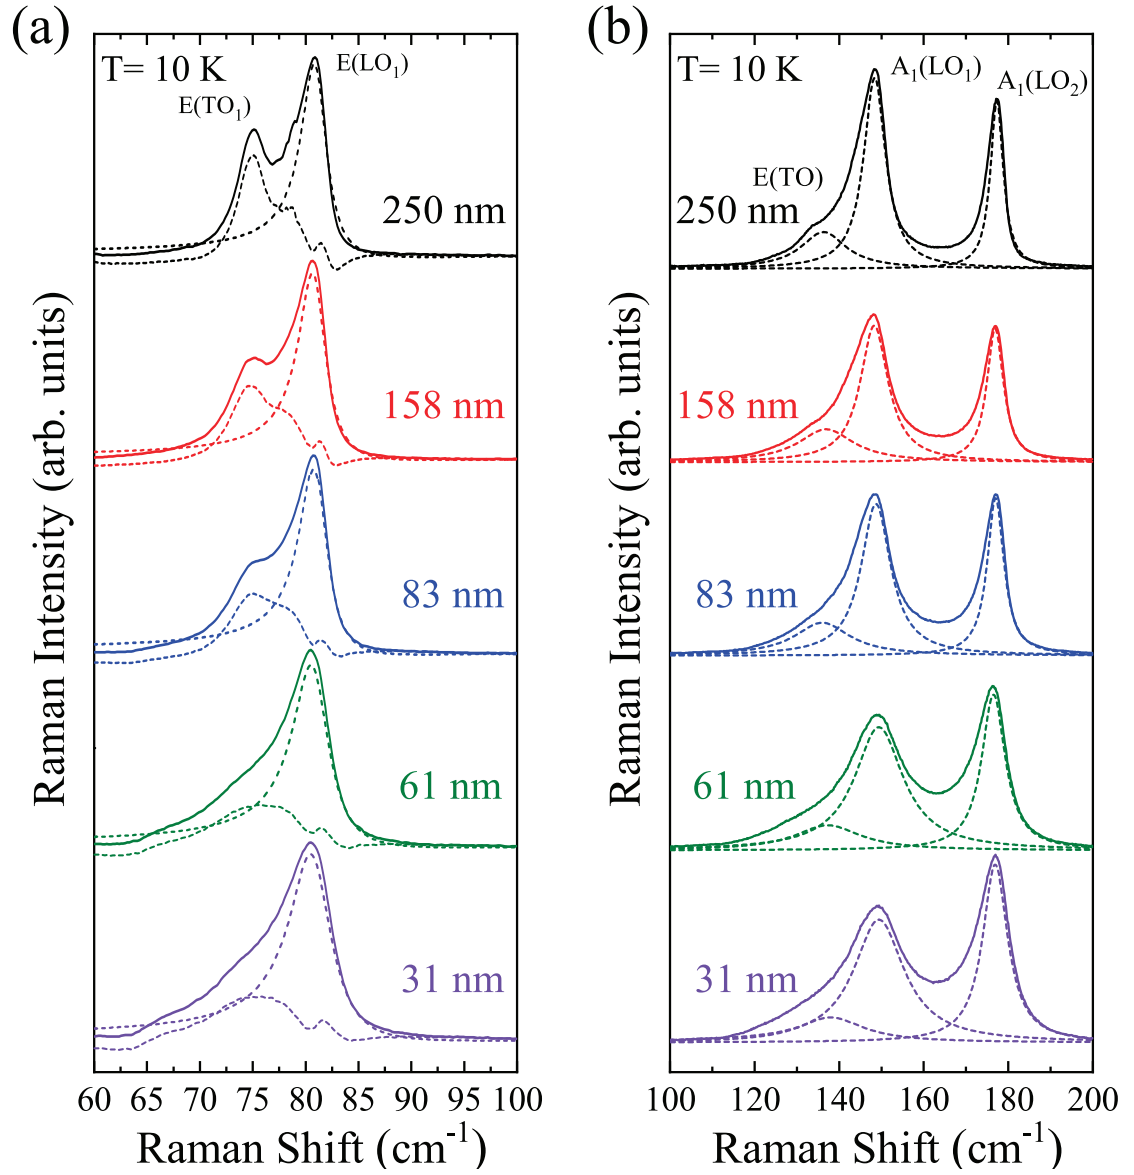 (a)
T= 10 K
E(TO₁)
E(LO₁)
250 nm
158 nm
83 nm
61 nm
31 nm
Raman Intensity (arb. units)
60 65 70 75 80 85 90 95 100
Raman Shift (cm⁻¹)
(b)
T= 10 K
A₁(LO₁)
A₁(LO₂)
E(TO)
250 nm
158 nm
83 nm
61 nm
31 nm
Raman Intensity (arb. units)
100 120 140 160 180 200
Raman Shift (cm⁻¹)